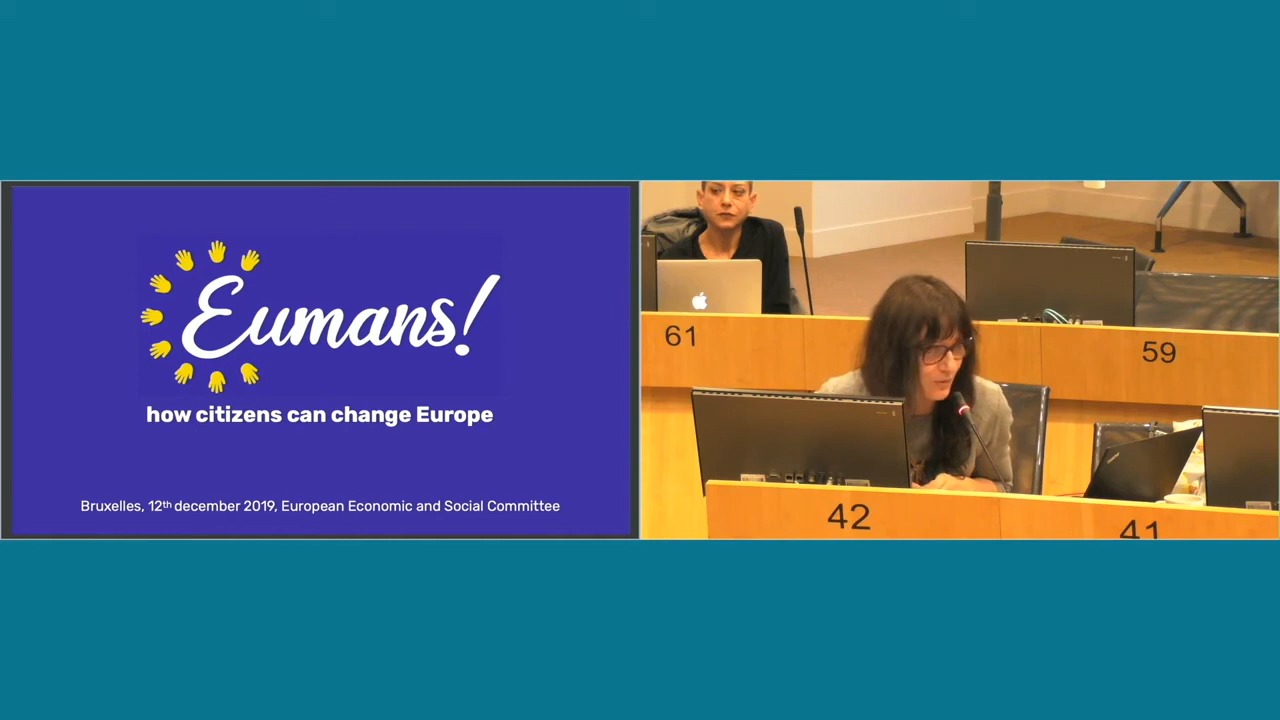 Eumans!
how citizens can change Europe
Bruxelles, 12th december 2019, European Economic and Social Committee
61
59
42
41